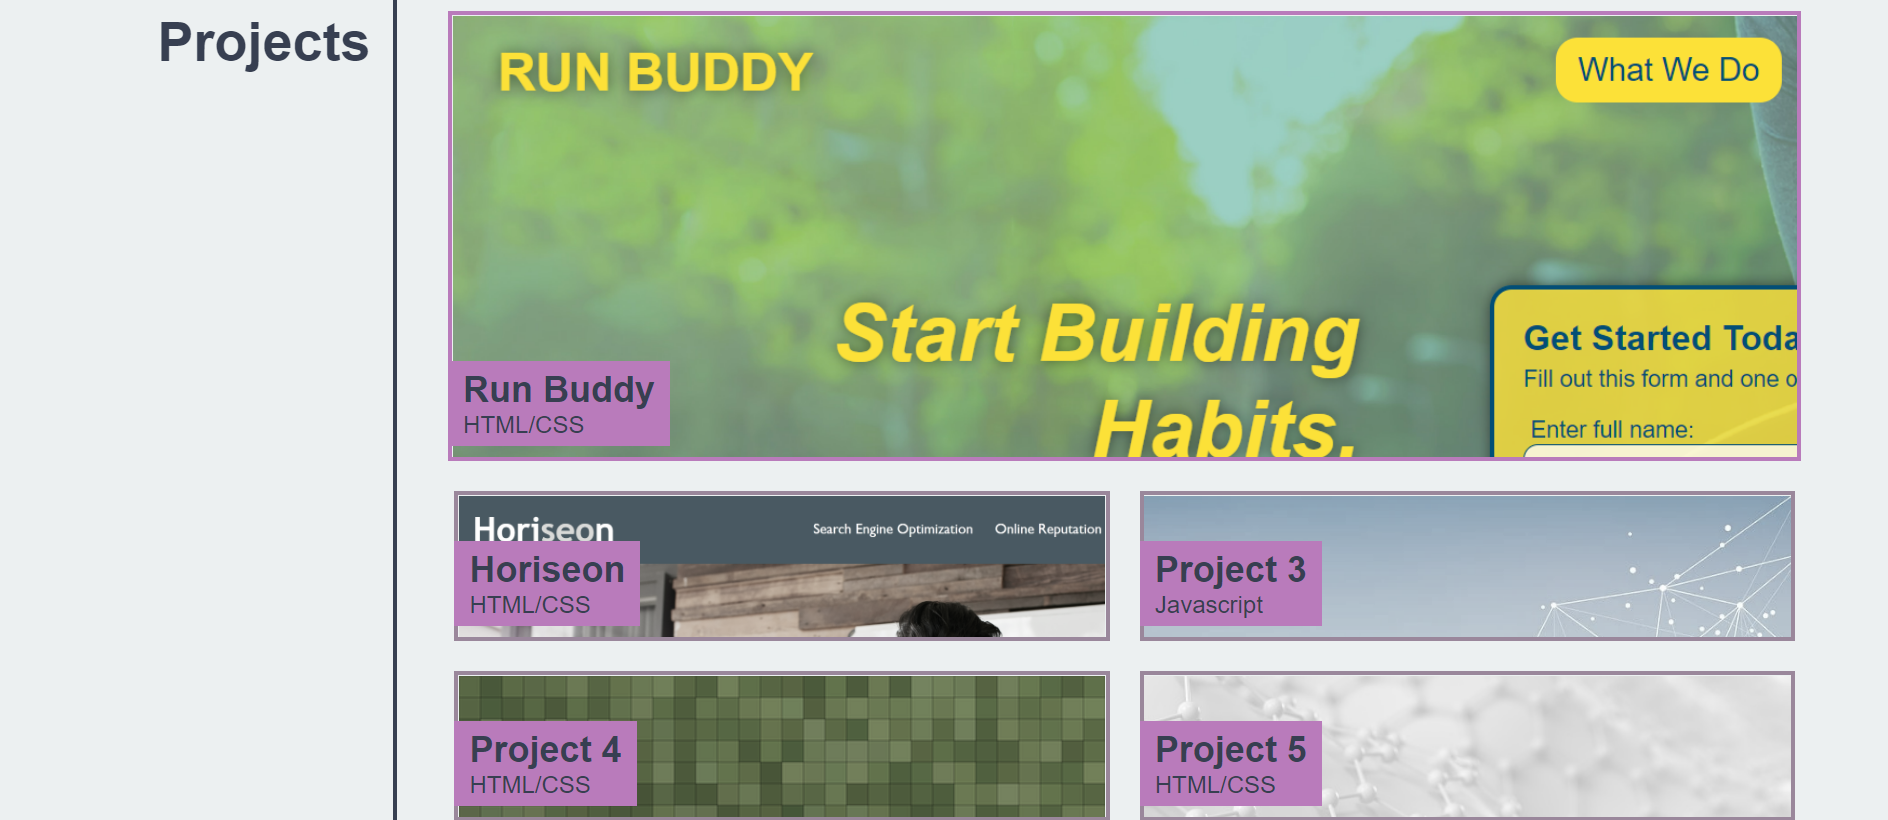 Projects
RUN BUDDY
What We Do
Start Building
Habits.
Get Started Toda
Fill out this form and one o
Enter full name:
Run Buddy
HTML/CSS
Horiseon
Search Engine Optimization
Online Reputation
Horiseon
HTML/CSS
Project 3
Javascript
Project 4
HTML/CSS
Project 5
HTML/CSS